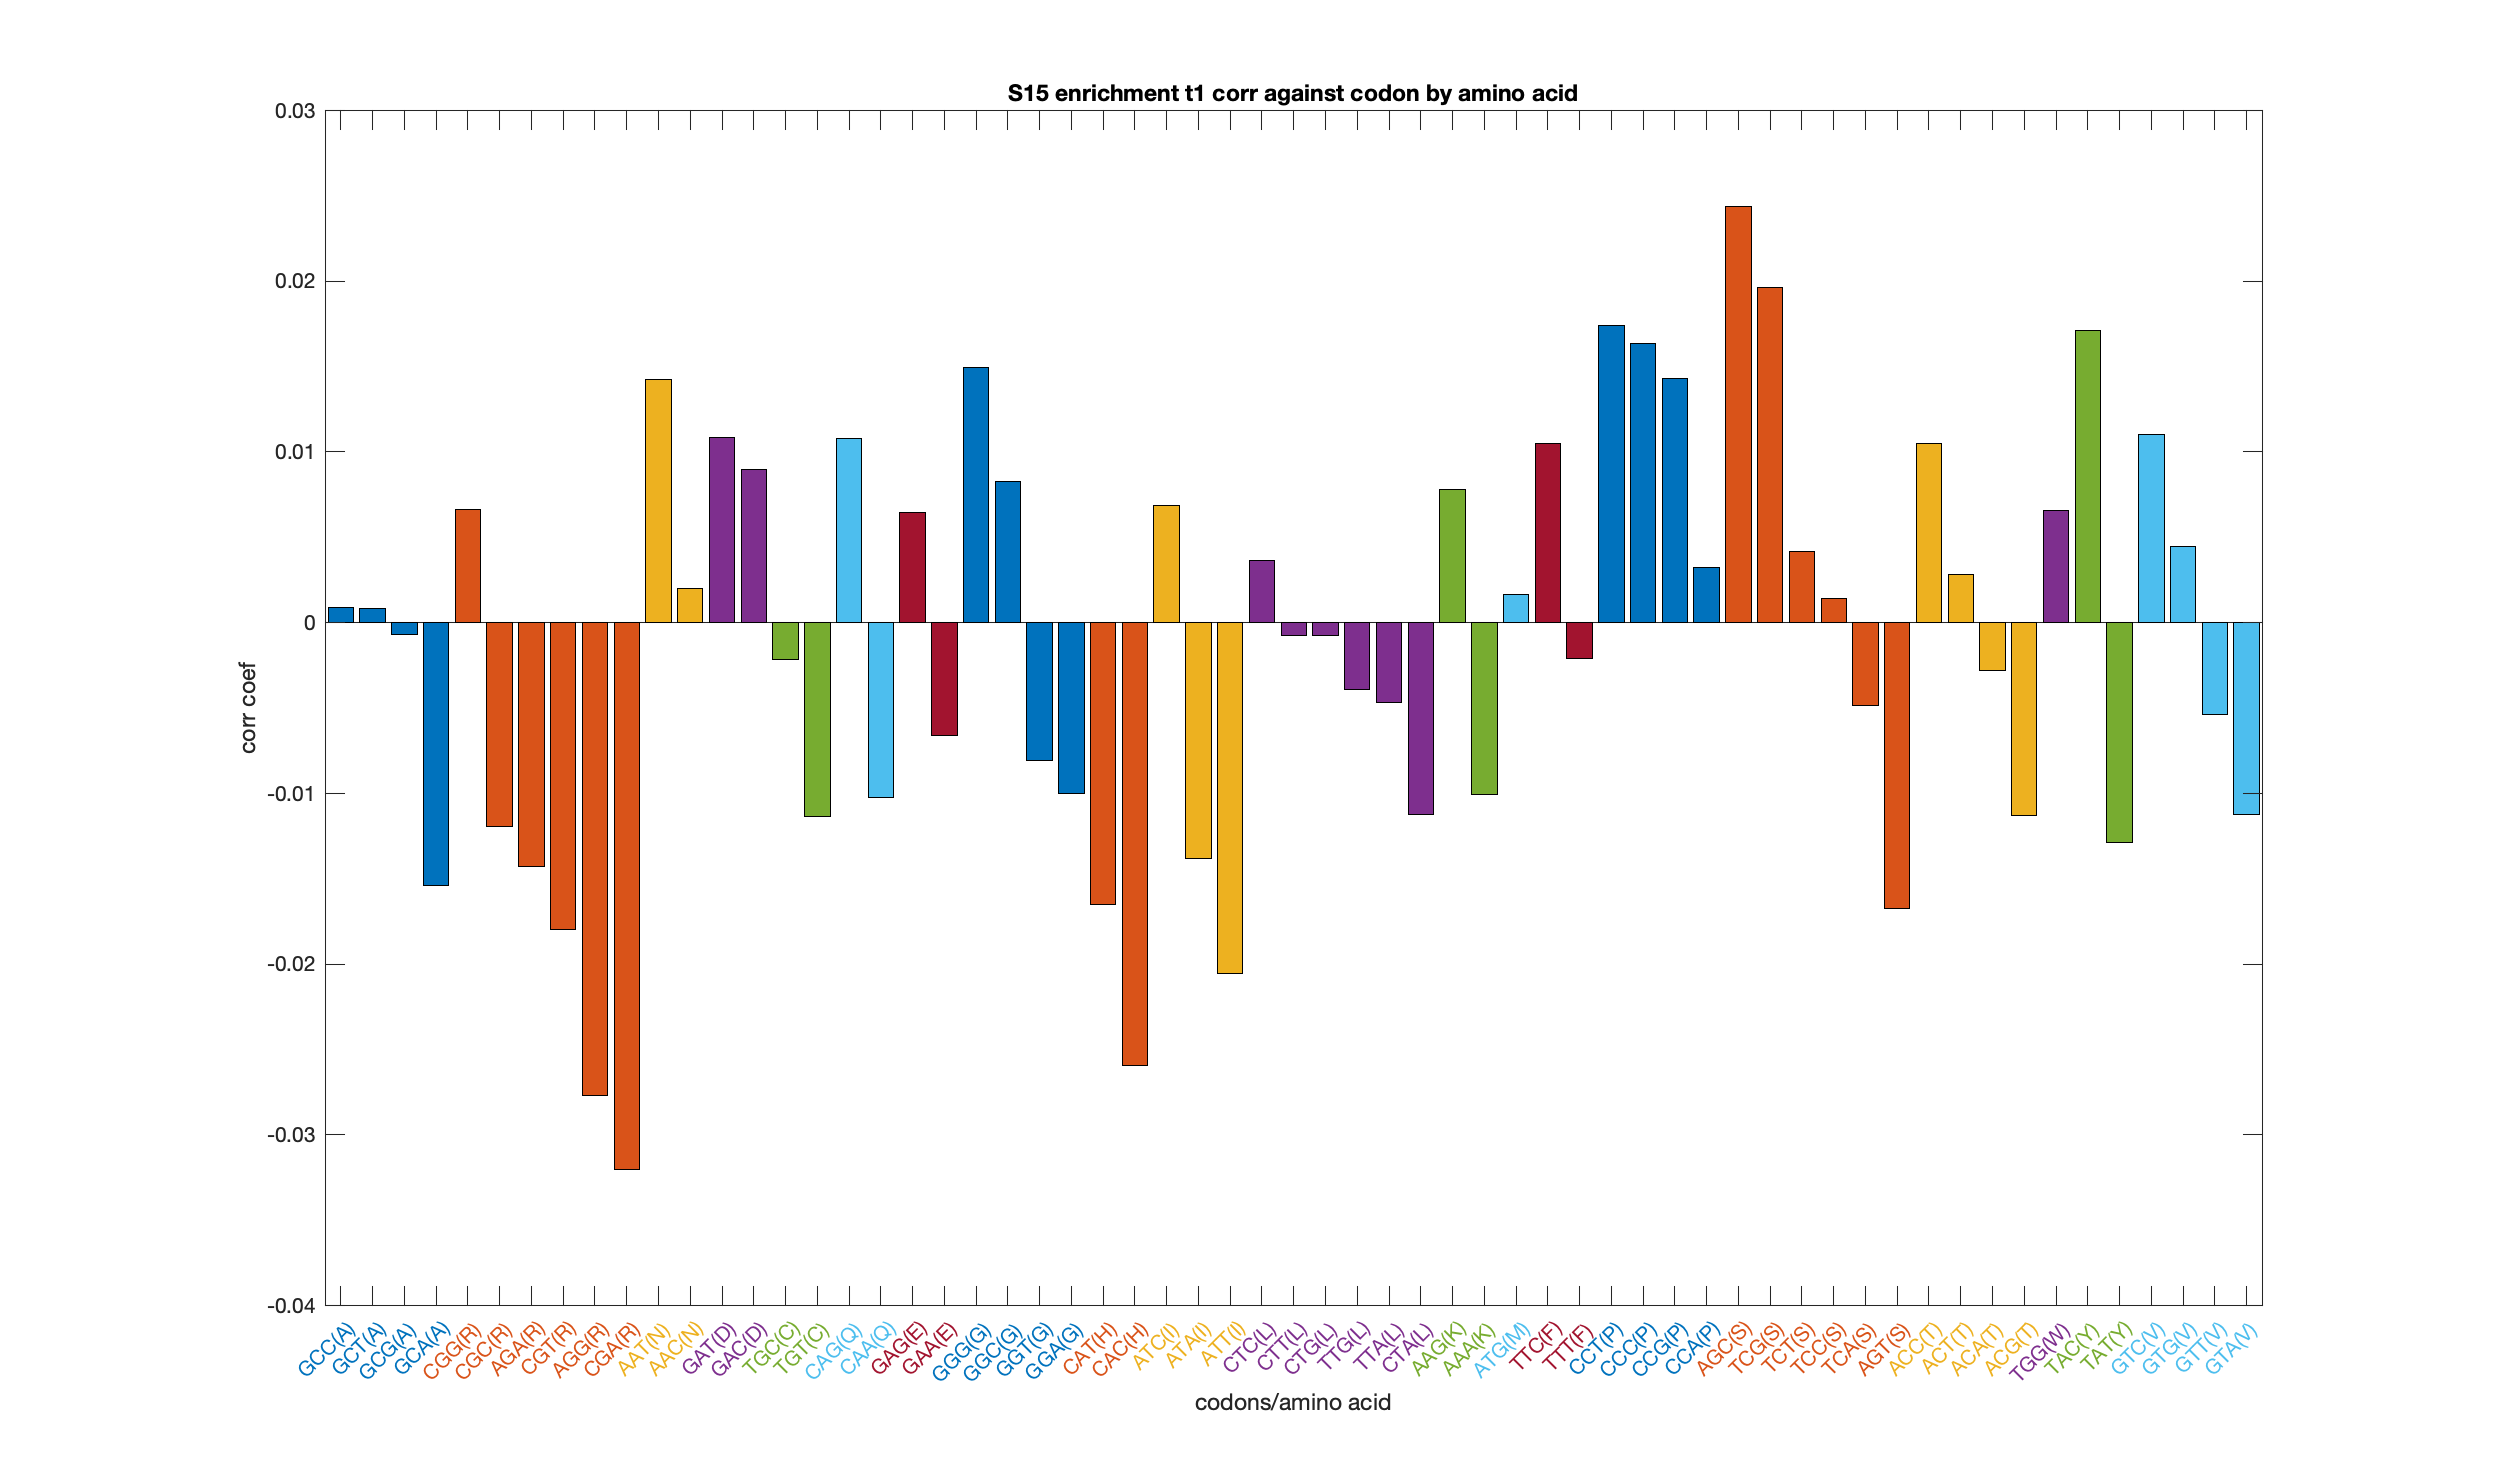 S15 enrichment t1 corr against codon by amino acid
0.03
0.02
0.01
0
-0.01
-0.02
-0.03
-0.04
corr coef
GCC(A)
GCT(A)
GCG(A)
GCA(A)
CGG(R)
CGC(R)
AGA(R)
CGT(R)
AGG(R)
CGA(R)
AAT(N)
AAC(N)
GAT(D)
GAC(D)
TGC(C)
TGT(C)
CAG(Q)
CAA(Q)
GAG(E)
GAA(E)
GGG(G)
GGC(G)
GGT(G)
GGA(G)
CAT(H)
CAC(H)
ATC(I)
ATA(I)
ATT(I)
CTC(L)
CTT(L)
CTG(L)
TTG(L)
TTA(L)
CTA(L)
AAG(K)
AAA(K)
ATG(M)
TTC(F)
TTT(F)
CCT(P)
CCC(P)
CCG(P)
CCA(P)
AGC(S)
TCG(S)
TCT(S)
TCC(S)
TCA(S)
AGT(S)
ACC(T)
ACT(T)
ACA(T)
ACG(T)
TGG(W)
TAC(Y)
TAT(Y)
GTC(V)
GTG(V)
GTT(V)
GTA(V)
codons/amino acid